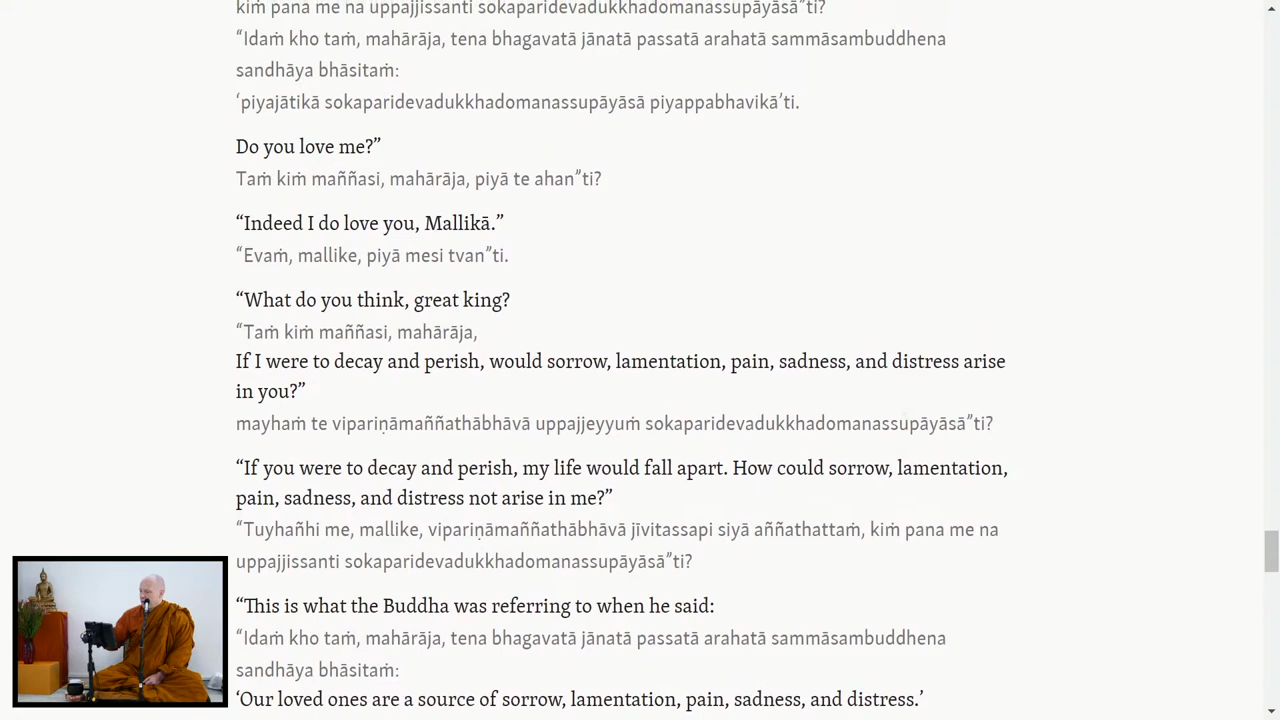 kiṁ pana me na uppajjissanti sokaparidevadukkhadomanassupāyāsā”ti?
“Idaṁ kho taṁ, mahārāja, tena bhagavatā jānatā passatā arahatā sammāsambuddhena
sandhāya bhāsitaṁ:
‘piyajātikā sokaparidevadukkhadomanassupāyāsā piyappabhavikā’ti.
Do you love me?”
Taṁ kiṁ maññasi, mahārāja, piyā te ahan”ti?
“Indeed I do love you, Mallikā.”
“Evaṁ, mallike, piyā mesi tvan”ti.
“What do you think, great king?
“Taṁ kiṁ maññasi, mahārāja,
If I were to decay and perish, would sorrow, lamentation, pain, sadness, and distress arise
in you?”
mayhaṁ te vipariṇāmaññathābhāvā uppajjeyyuṁ sokaparidevadukkhadomanassupāyāsā”ti?
“If you were to decay and perish, my life would fall apart. How could sorrow, lamentation,
pain, sadness, and distress not arise in me?”
“Tuyhañhi me, mallike, vipariṇāmaññathābhāvā jīvitassapi siyā aññathattaṁ, kiṁ pana me na
uppajjissanti sokaparidevadukkhadomanassupāyāsā”ti?
“This is what the Buddha was referring to when he said:
“Idaṁ kho taṁ, mahārāja, tena bhagavatā jānatā passatā arahatā sammāsambuddhena
sandhāya bhāsitaṁ:
‘Our loved ones are a source of sorrow, lamentation, pain, sadness, and distress.’